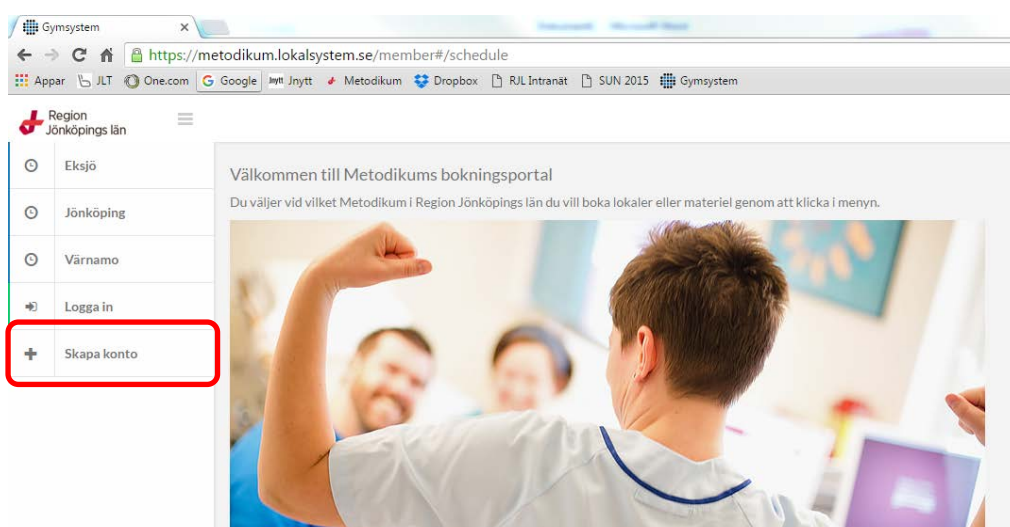 Gymsystem
https://metodikum.lokalsystem.se/member#/schedule
Appar JLT One.com Google Jnytt Metodikum Dropbox RJL Intranät SUN 2015 Gymsystem
Region
Jönköpings län
Eksjö
Jönköping
Värnamo
Logga in
Skapa konto
Välkommen till Metodikums bokningsportal
Du väljer vid vilket Metodikum i Region Jönköpings län du vill boka lokaler eller materiel genom att klicka i menyn.